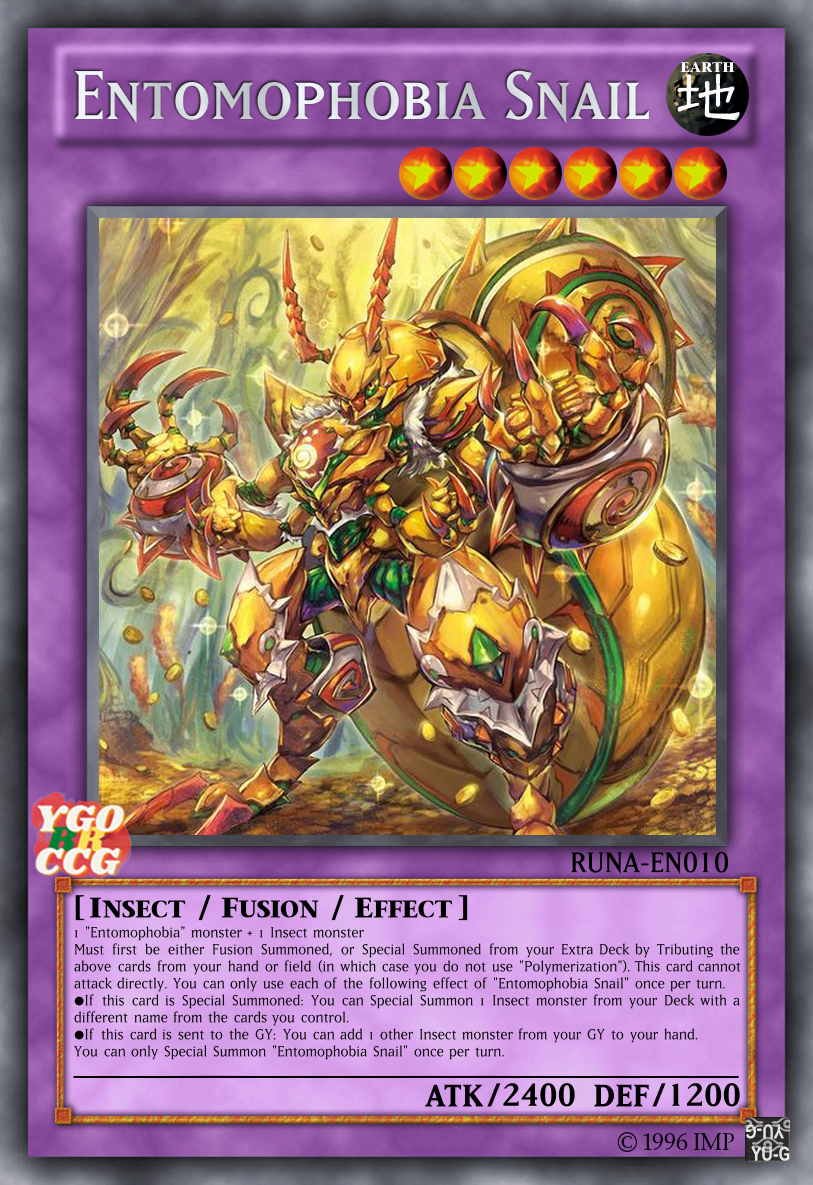 Entomophobia Snail
EARTH
地
YGO
RR
CCG
RUNA-EN010
[ Insect / Fusion / Effect ]
1 "Entomophobia" monster + 1 Insect monster
Must first be either Fusion Summoned, or Special Summoned from your Extra Deck by Tributing the
above cards from your hand or field (in which case you do not use "Polymerization"). This card cannot
attack directly. You can only use each of the following effect of "Entomophobia Snail" once per turn.
●If this card is Special Summoned: You can Special Summon 1 Insect monster from your Deck with a
different name from the cards you control.
●If this card is sent to the GY: You can add 1 other Insect monster from your GY to your hand.
You can only Special Summon "Entomophobia Snail" once per turn.
ATK/2400 DEF/1200
© 1996 IMP
YU-G